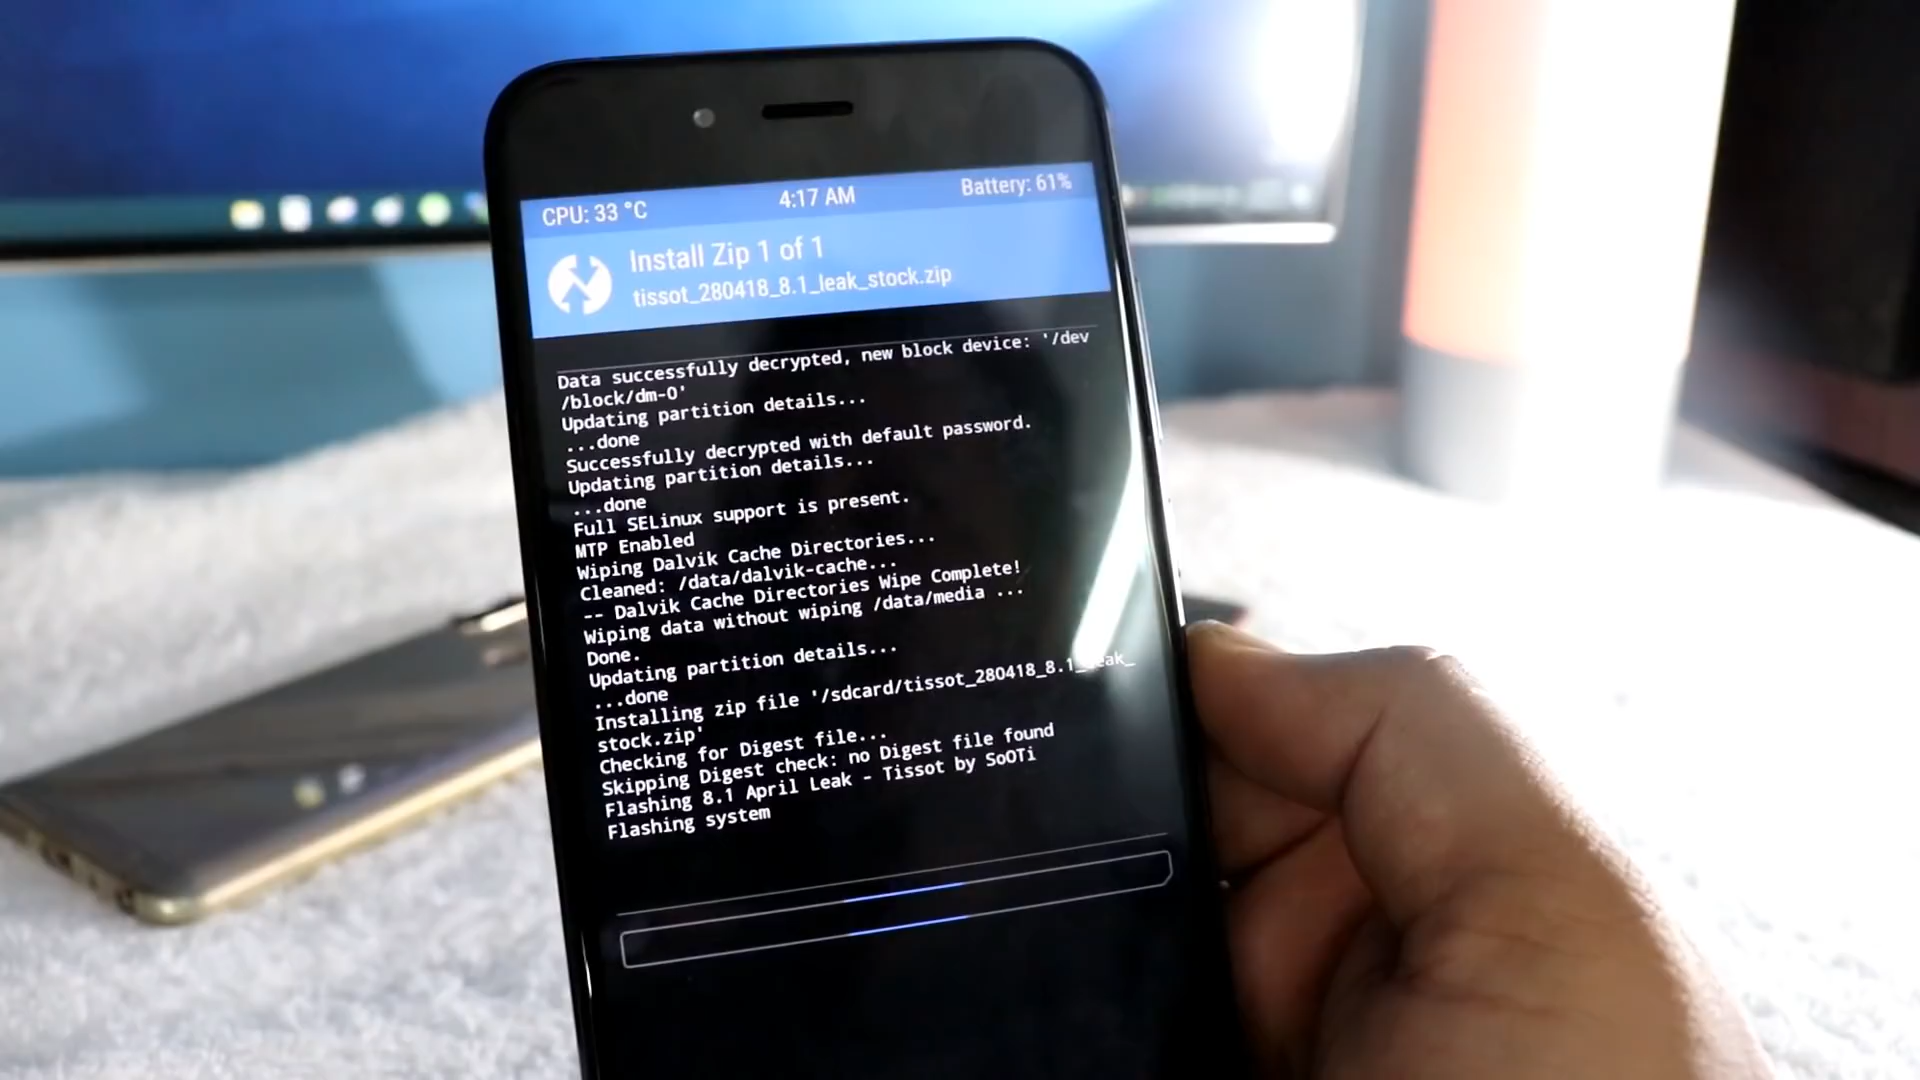 CPU: 33 °C 4:17 AM Battery: 61%
Install Zip 1 of 1
tissot_280418_8.1_leak_stock.zip
Data successfully decrypted, new block device: '/dev
/block/dm-0'
Updating partition details...
...done
Successfully decrypted with default password.
Updating partition details...
...done
Full SELinux support is present.
MTP Enabled
Wiping Dalvik Cache Directories...
Cleaned: /data/dalvik-cache...
-- Dalvik Cache Directories Wipe Complete!
Wiping data without wiping /data/media ...
Done.
Updating partition details...
...done
Installing zip file '/sdcard/tissot_280418_8.1_leak_
stock.zip'
Checking for Digest file...
Skipping Digest check: no Digest file found
Flashing 8.1 April Leak - Tissot by SoOTi
Flashing system